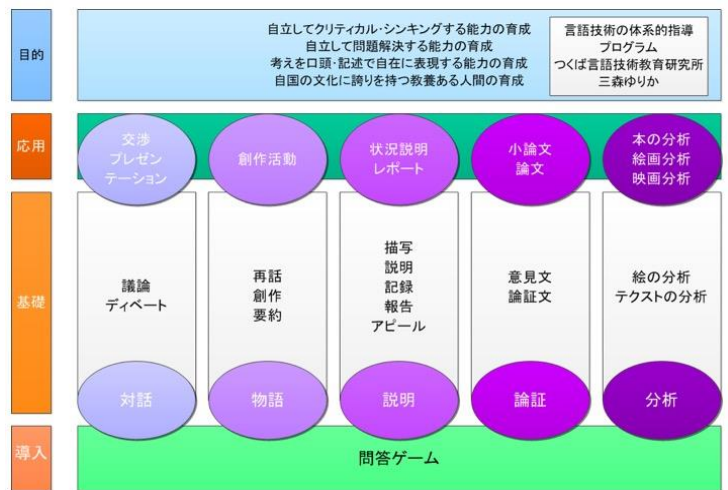 目的
自立してクリティカル・シンキングする能力の育成
自立して問題解決する能力の育成
考えを口頭・記述で自在に表現する能力の育成
自国の文化に誇りを持つ教養ある人間の育成
言語技術の体系的指導
プログラム
つくば言語技術教育研究所
三森ゆりか
応用
交渉
プレゼン
テーション
創作活動
状況説明
レポート
小論文
論文
本の分析
絵画分析
映画分析
基礎
議論
ディベート
再話
創作
要約
描写
説明
記録
報告
アピール
意見文
論証文
絵の分析
テクストの分析
対話
物語
説明
論証
分析
導入
問答ゲーム